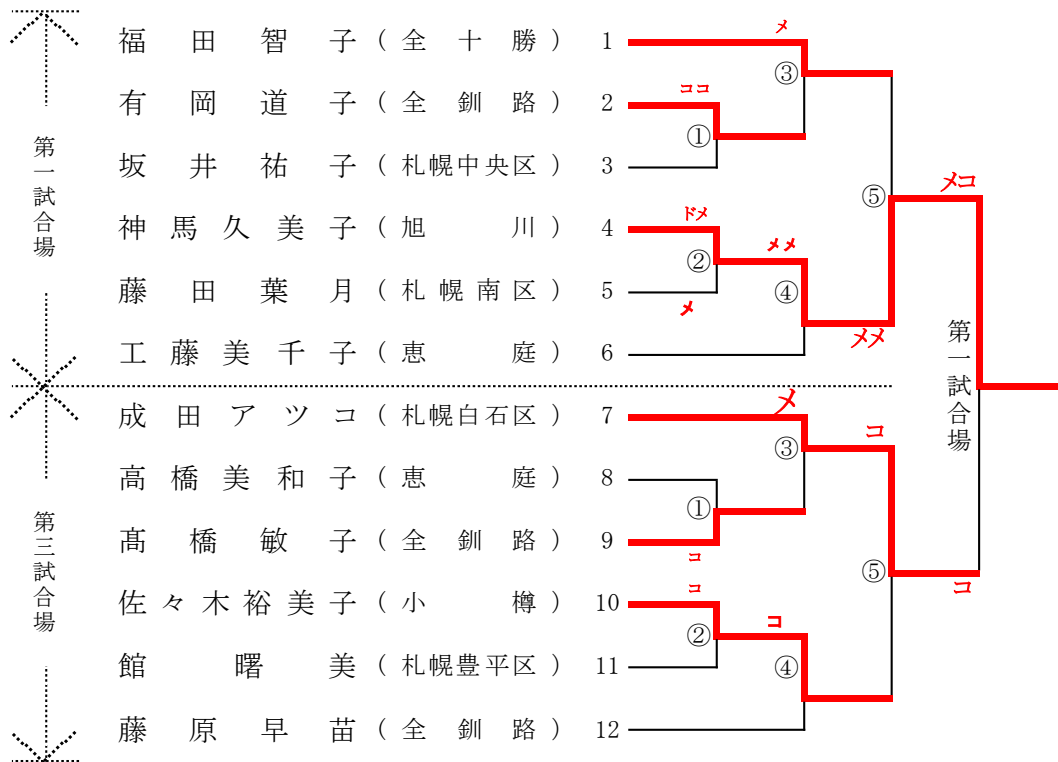 メ
福田智子（全十勝） 1
③
有岡道子（全釧路） 2 ココ
①
坂井祐子（札幌中央区） 3
第一試合場
⑤ メコ
神馬久美子（旭川） 4 ドメ
② メメ
藤田葉月（札幌南区） 5 ④
メ
メメ
工藤美千子（恵庭） 6
第一試合場
成田アツコ（札幌白石区） 7 メ
③ コ
高橋美和子（恵庭） 8
①
髙橋敏子（全釧路） 9
コ
第三試合場
⑤
コ
佐々木裕美子（小樽） 10 コ
② コ
館曙美（札幌豊平区） 11 ④
藤原早苗（全釧路） 12